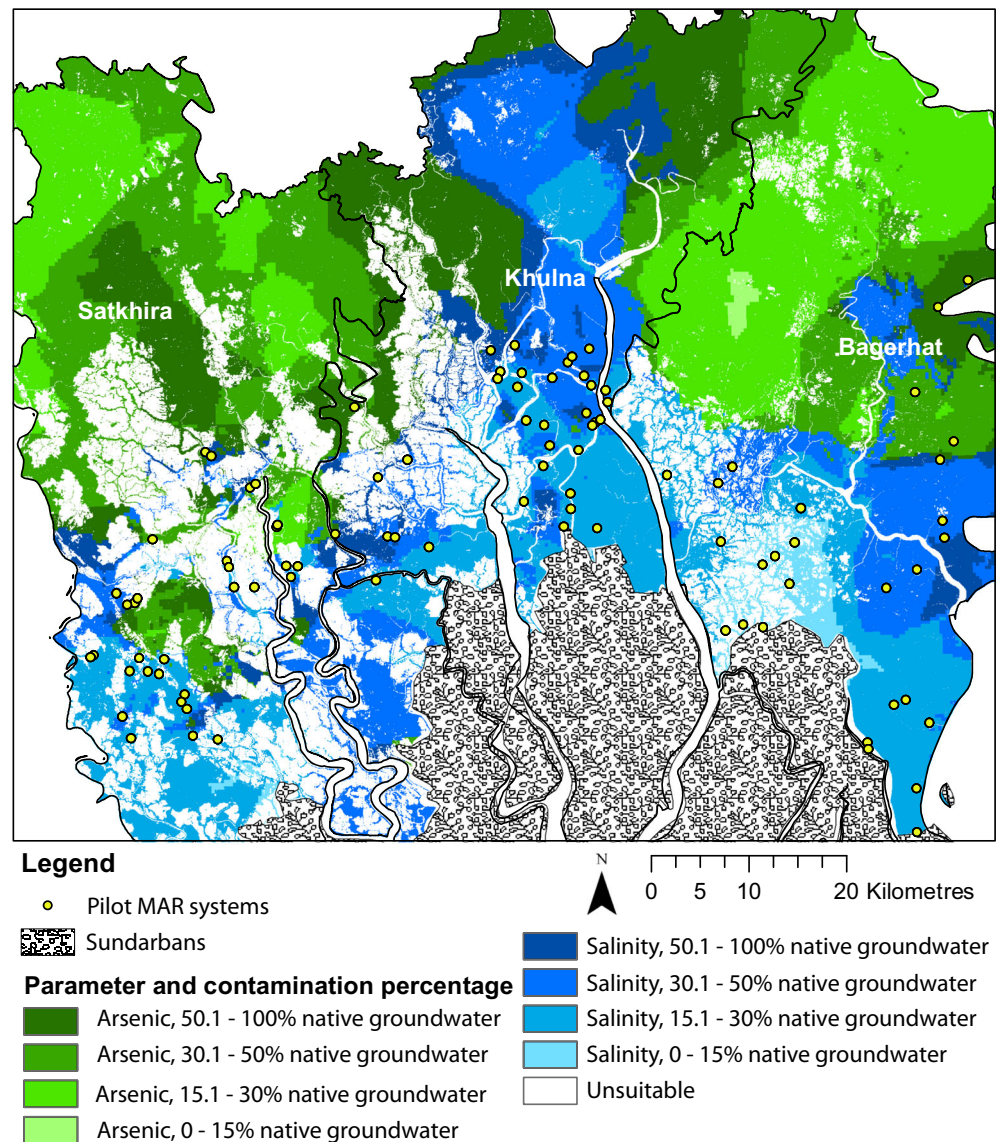 Satkhira
Khulna
Bagerhat
Legend
Pilot MAR systems
Sundarbans
Parameter and contamination percentage
Arsenic, 50.1 - 100% native groundwater
Arsenic, 30.1 - 50% native groundwater
Arsenic, 15.1 - 30% native groundwater
Arsenic, 0 - 15% native groundwater
N
0 5 10 20 Kilometres
Salinity, 50.1 - 100% native groundwater
Salinity, 30.1 - 50% native groundwater
Salinity, 15.1 - 30% native groundwater
Salinity, 0 - 15% native groundwater
Unsuitable